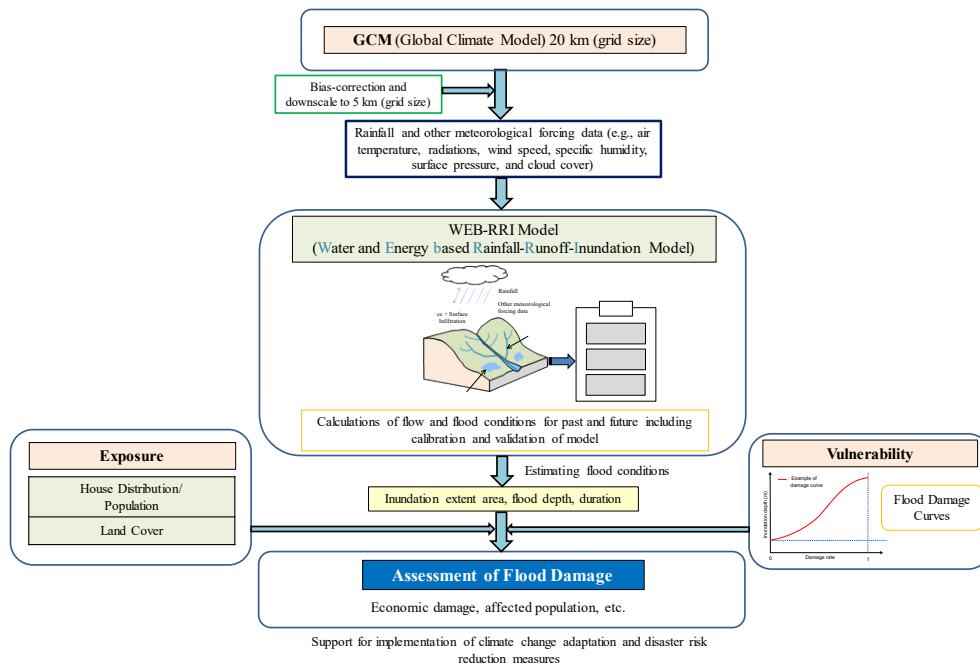 GCM (Global Climate Model) 20 km (grid size)
Bias-correction and
downscale to 5 km (grid size)
Rainfall and other meteorological forcing data (e.g., air
temperature, radiations, wind speed, specific humidity,
surface pressure, and cloud cover)
WEB-RRI Model
(Water and Energy based Rainfall-Runoff-Inundation Model)
Rainfall
Other meteorological
forcing data
ce + Surface
Infiltration
Calculations of flow and flood conditions for past and future including
calibration and validation of model
Estimating flood conditions
Exposure
House Distribution/
Population
Land Cover
Inundation extent area, flood depth, duration
Vulnerability
Example of
damage curve
Inundation depth (m)
0
Damage rate
1
Flood Damage
Curves
Assessment of Flood Damage
Economic damage, affected population, etc.
Support for implementation of climate change adaptation and disaster risk
reduction measures